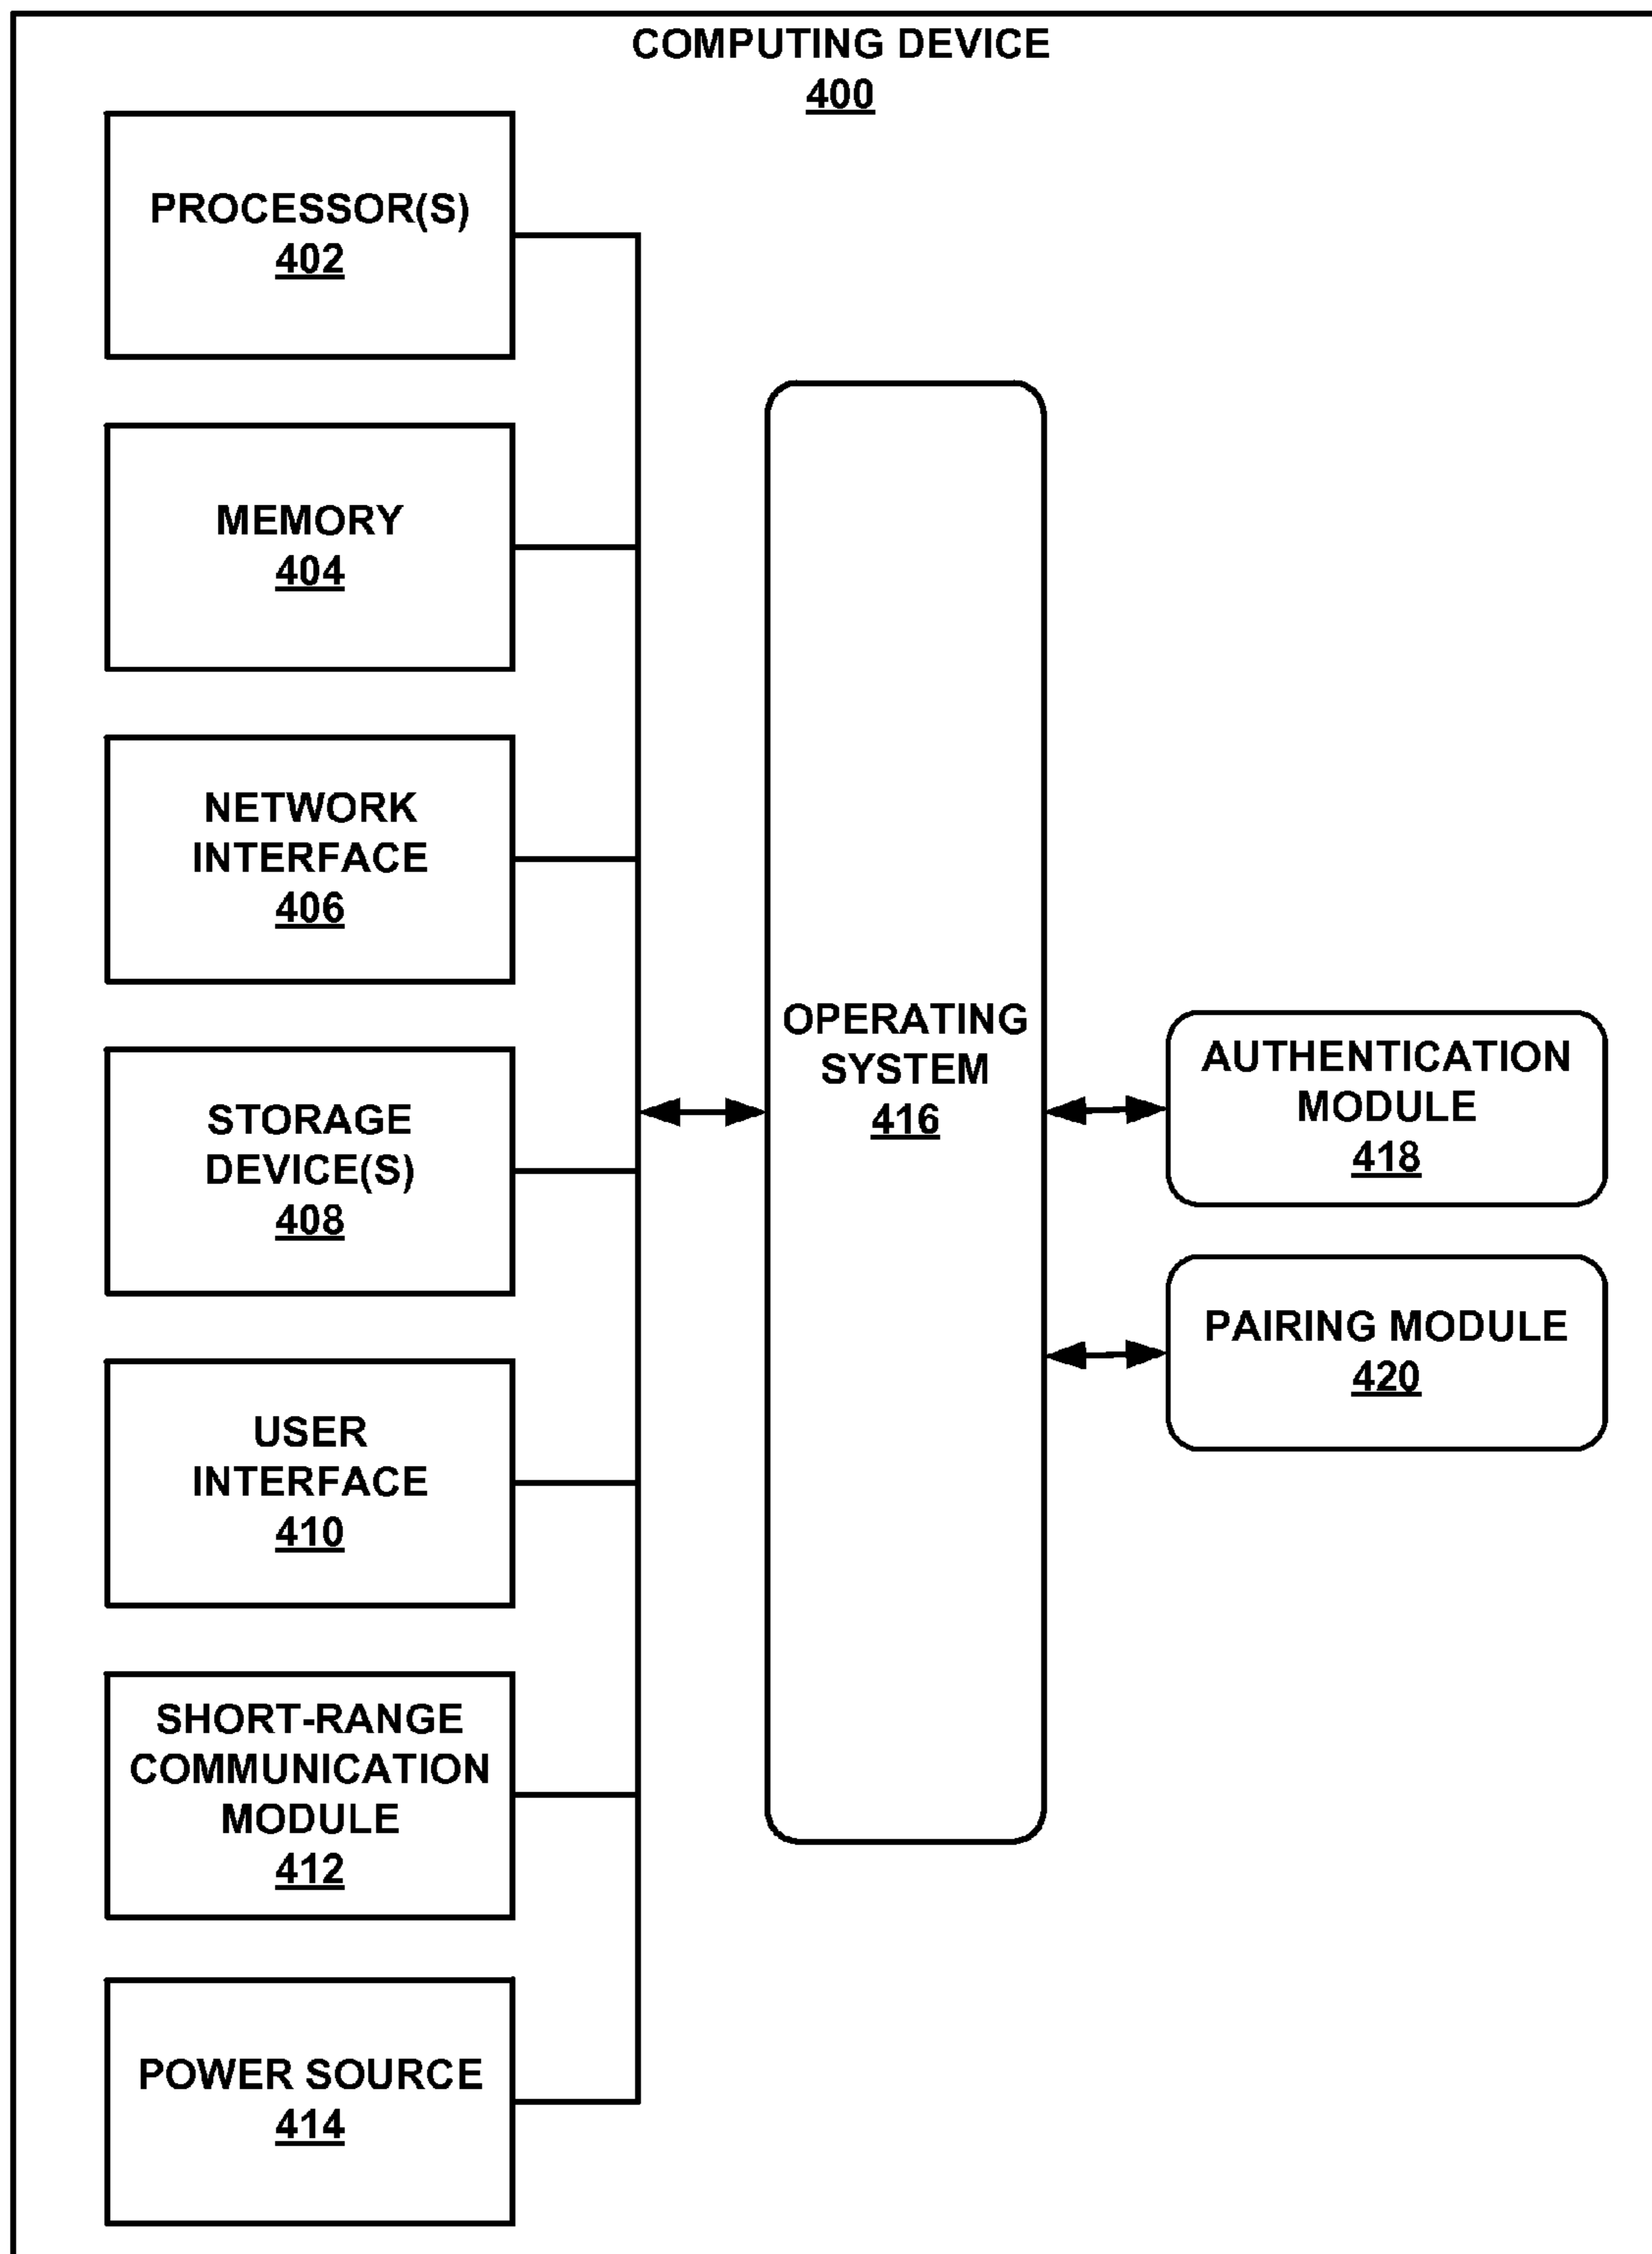 COMPUTING DEVICE
400
PROCESSOR(S)
402
MEMORY
404
NETWORK
INTERFACE
406
STORAGE
DEVICE(S)
408
USER
INTERFACE
410
SHORT-RANGE
COMMUNICATION
MODULE
412
POWER SOURCE
414
OPERATING
SYSTEM
416
AUTHENTICATION
MODULE
418
PAIRING MODULE
420